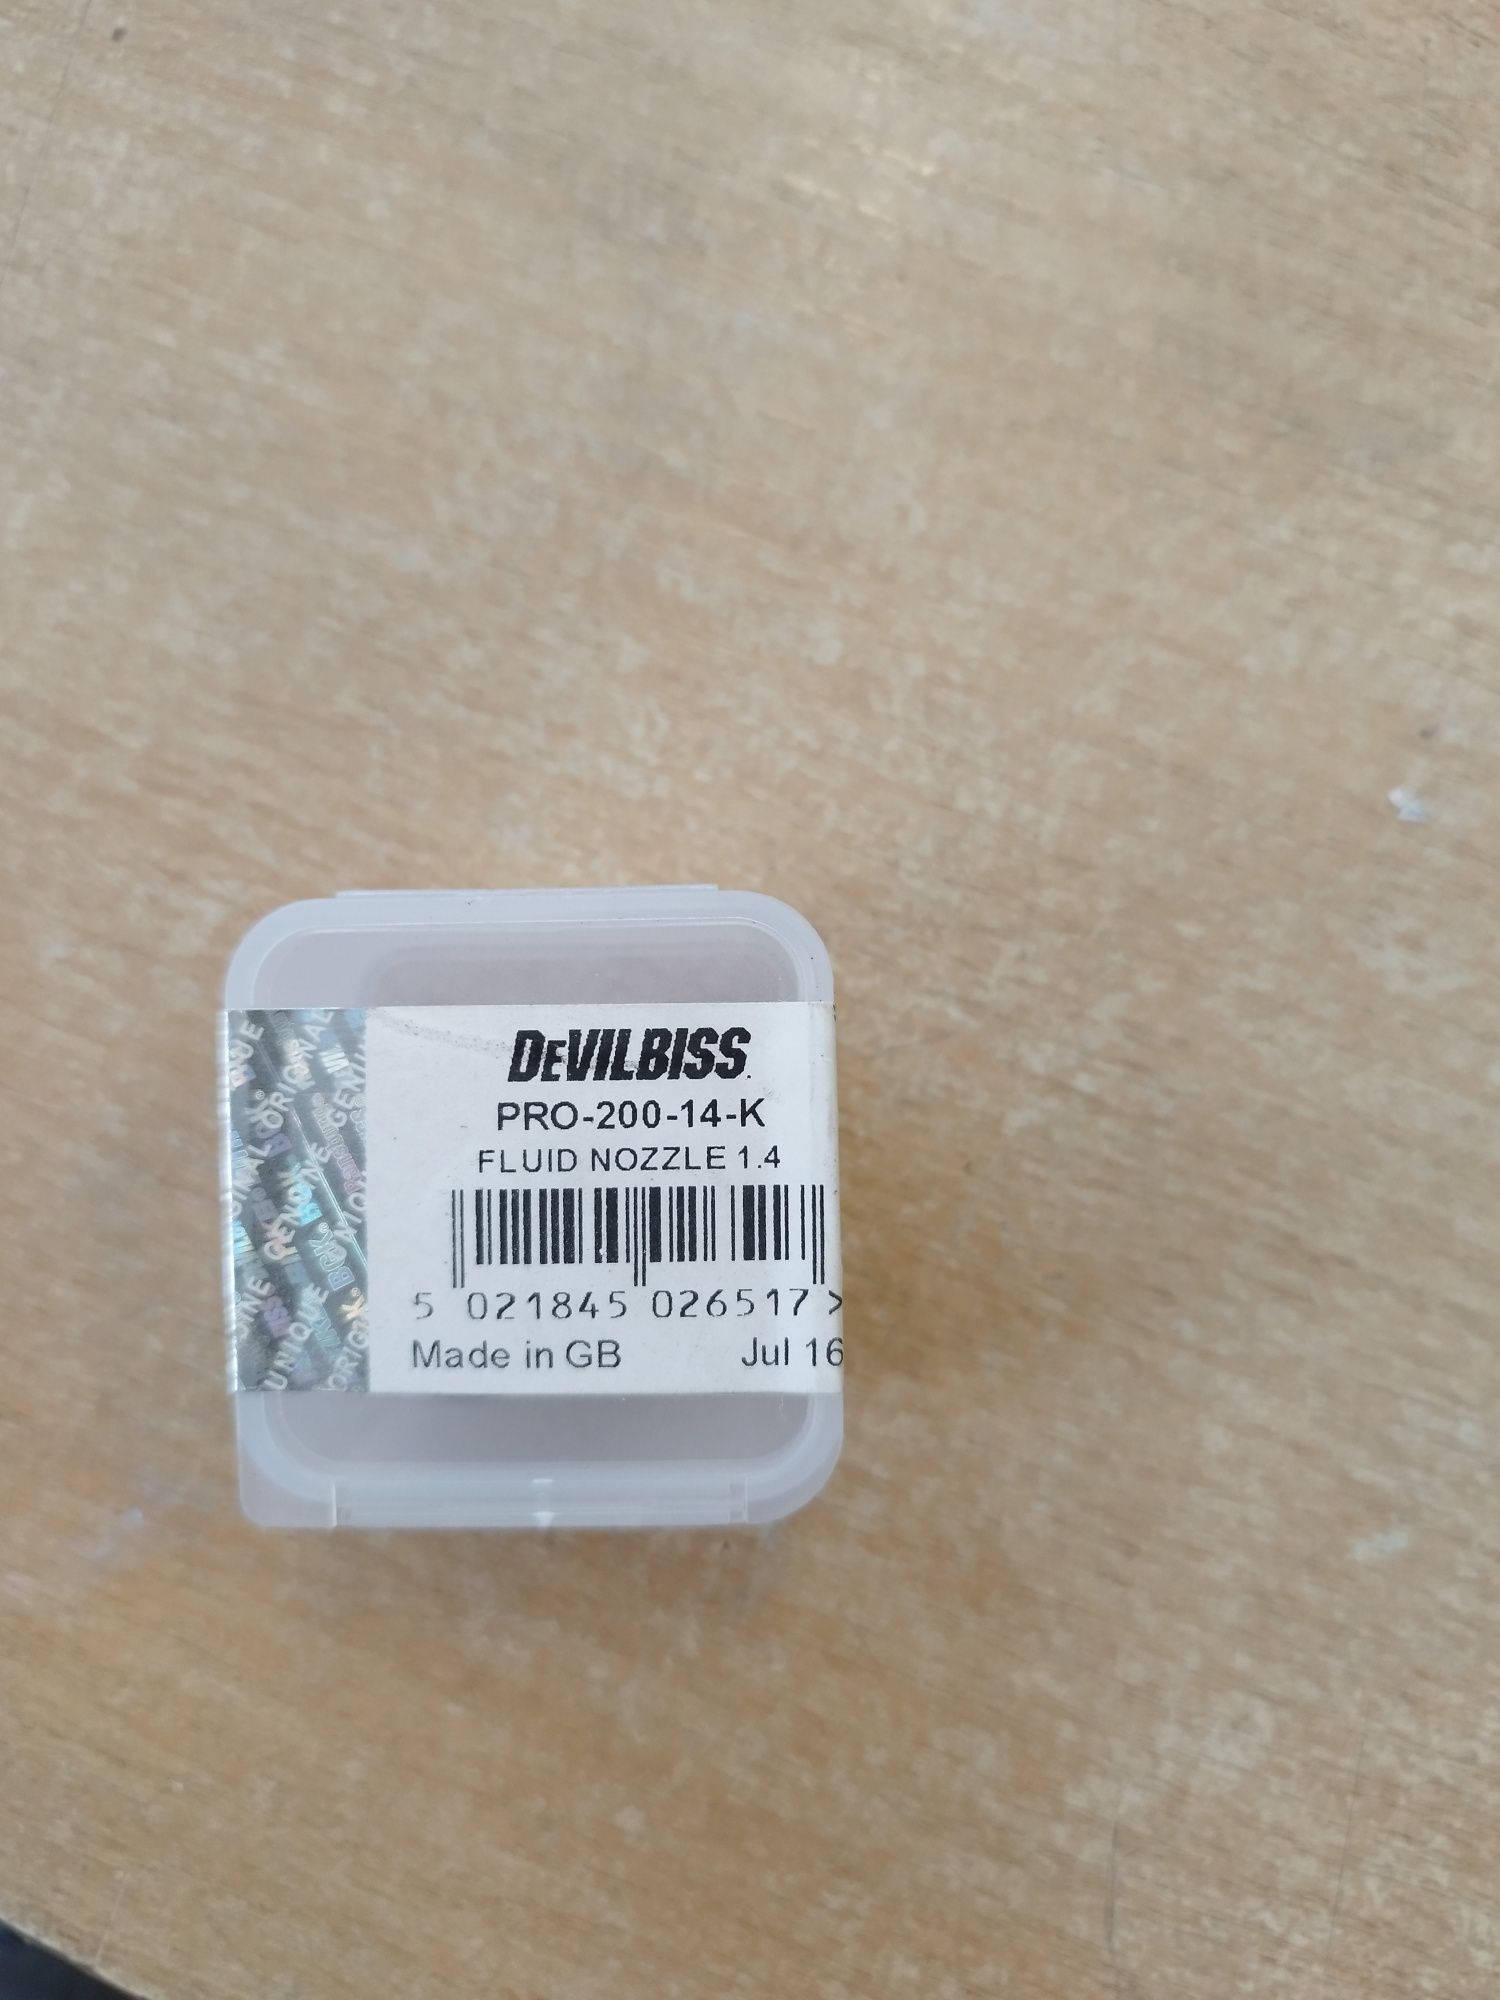 DEVILBISS
PRO-200-14-K
FLUID NOZZLE 1.4
5 021845 026517 >
Made in GB Jul 16